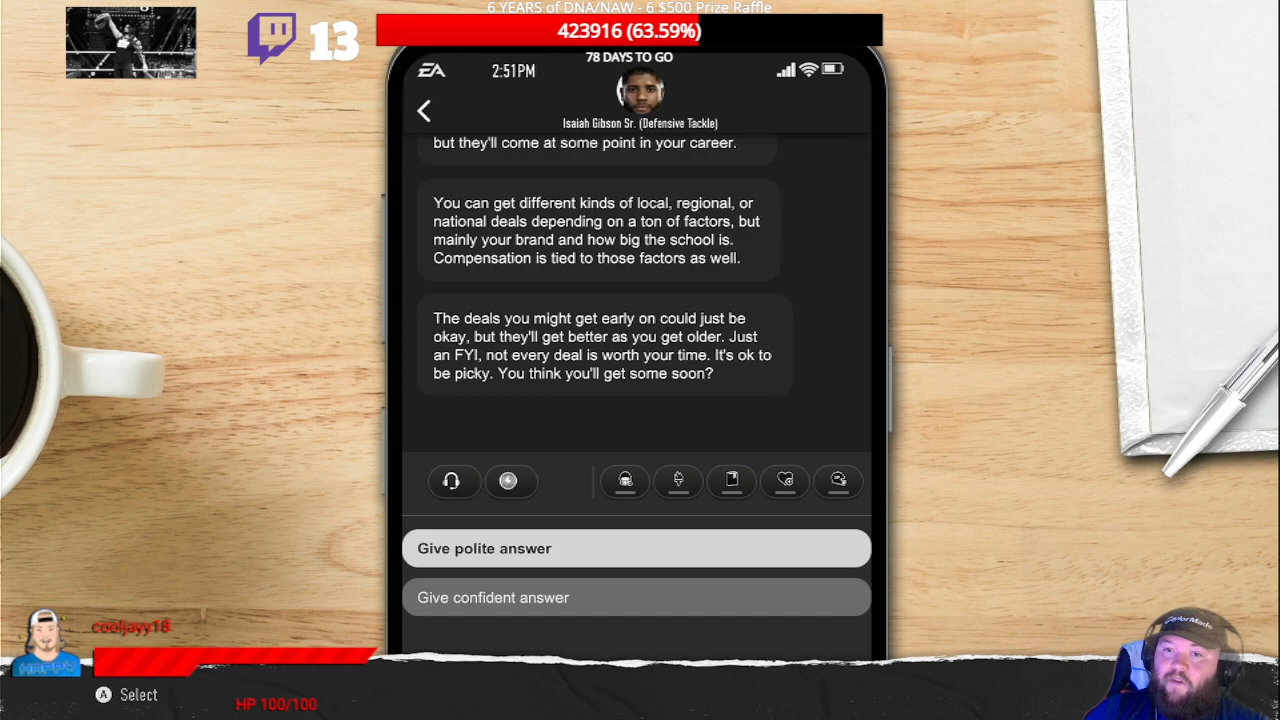 6 YEARS of DNA/NAW - 6 $500 Prize Raffle
13
423916 (63.59%)
78 DAYS TO GO
EA
2:51PM
Isaiah Gibson Sr. (Defensive Tackle)
but they'll come at some point in your career.
You can get different kinds of local, regional, or
national deals depending on a ton of factors, but
mainly your brand and how big the school is.
Compensation is tied to those factors as well.
The deals you might get early on could just be
okay, but they'll get better as you get older. Just
an FYI, not every deal is worth your time. It's ok to
be picky. You think you'll get some soon?
Give polite answer
Give confident answer
cooljayy18
HAPPY
A Select
HP 100/100
TaylorMade